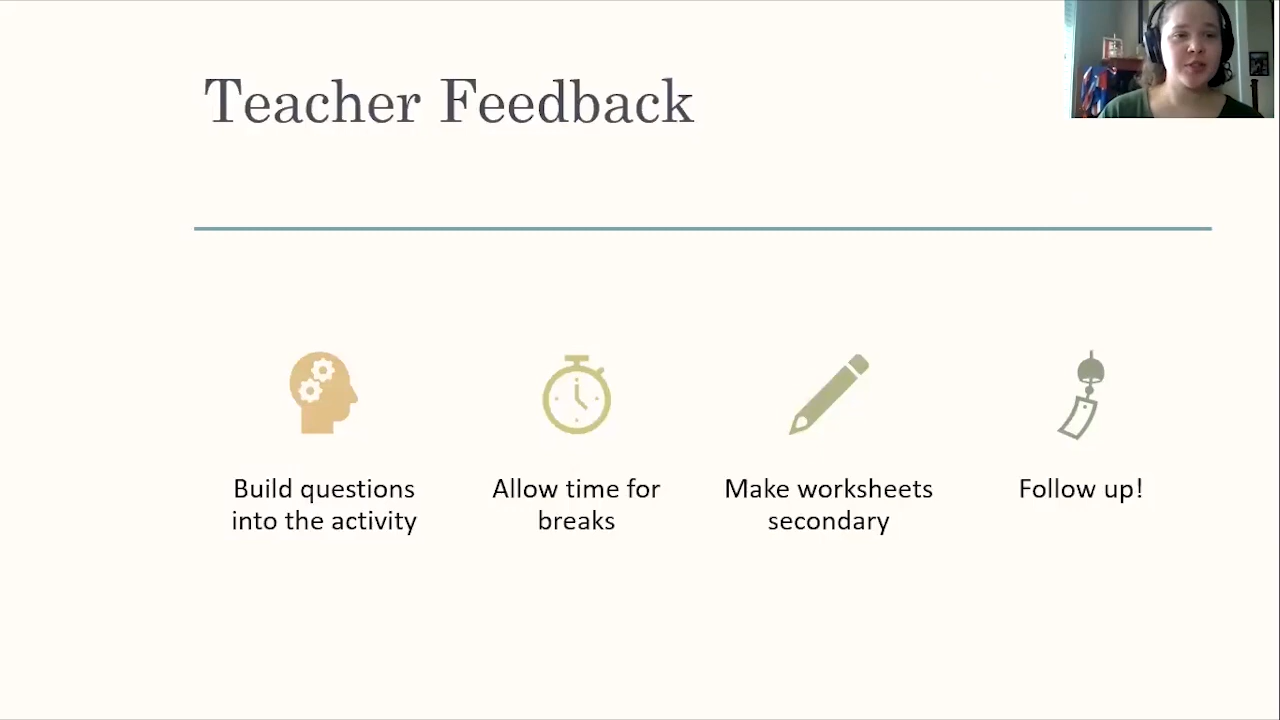 Teacher Feedback
Build questions
into the activity
Allow time for
breaks
Make worksheets
secondary
Follow up!